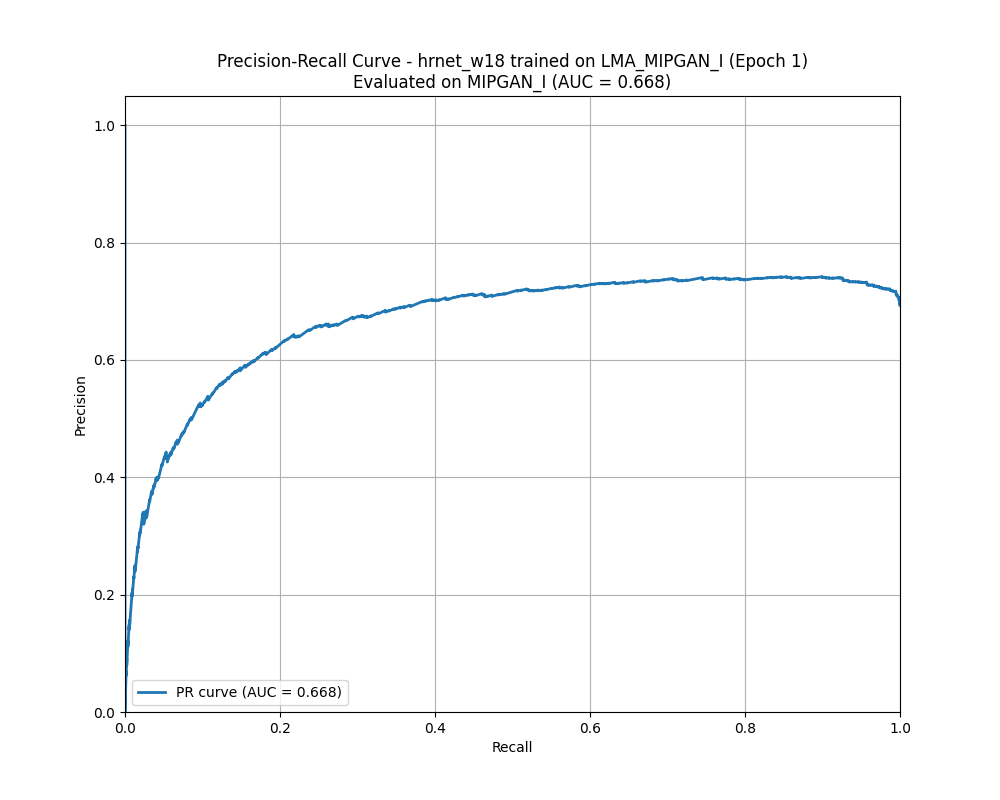 Precision-Recall Curve - hrnet_w18 trained on LMA_MIPGAN_I (Epoch 1)
Evaluated on MIPGAN_I (AUC = 0.668)
1.0
0.8
0.6
0.4
0.2
0.0
Precision
PR curve (AUC = 0.668)
0.0 0.2 0.4 0.6 0.8 1.0
Recall